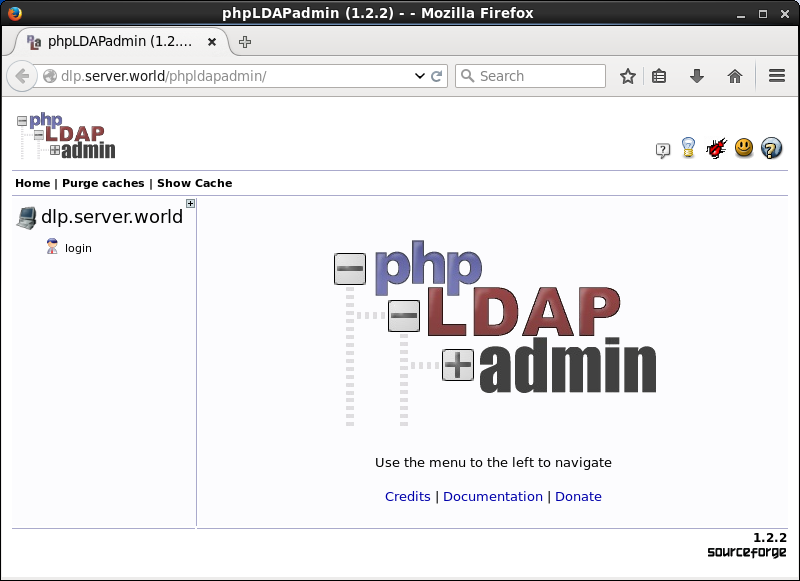 phpLDAPadmin (1.2.2) - - Mozilla Firefox
phpLDAPadmin (1.2....
dlp.server.world/phpldapadmin/
Search
php
LDAP
admin
Home | Purge caches | Show Cache
dlp.server.world
login
php
LDAP
admin
Use the menu to the left to navigate
Credits | Documentation | Donate
1.2.2
sourceforge